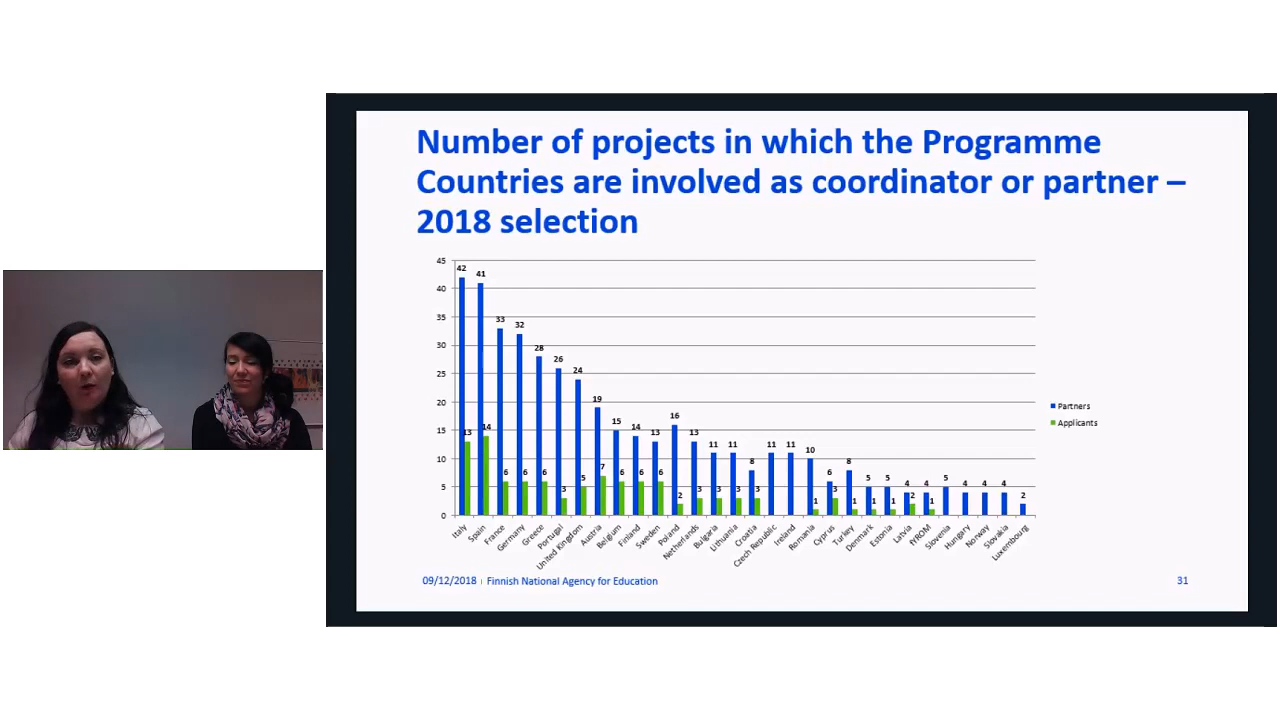 Number of projects in which the Programme
Countries are involved as coordinator or partner –
2018 selection
45
40
35
30
25
20
15
10
5
0
42 41 33 32 28 26 24 19 15 14 13 16 13 11 11 8 11 11 10 6 8 5 5 4 4 5 4 4 4 2
13 14 6 6 6 3 5 7 6 6 6 2 3 3 3 3 1 3 1 1 1 2 1
Italy
Spain
France
Germany
Greece
Portugal
United Kingdom
Austria
Belgium
Finland
Sweden
Poland
Netherlands
Bulgaria
Lithuania
Croatia
Czech Republic
Ireland
Romania
Cyprus
Turkey
Denmark
Estonia
Latvia
fYROM
Slovenia
Hungary
Norway
Slovakia
Luxembourg
Partners
Applicants
09/12/2018 | Finnish National Agency for Education
31